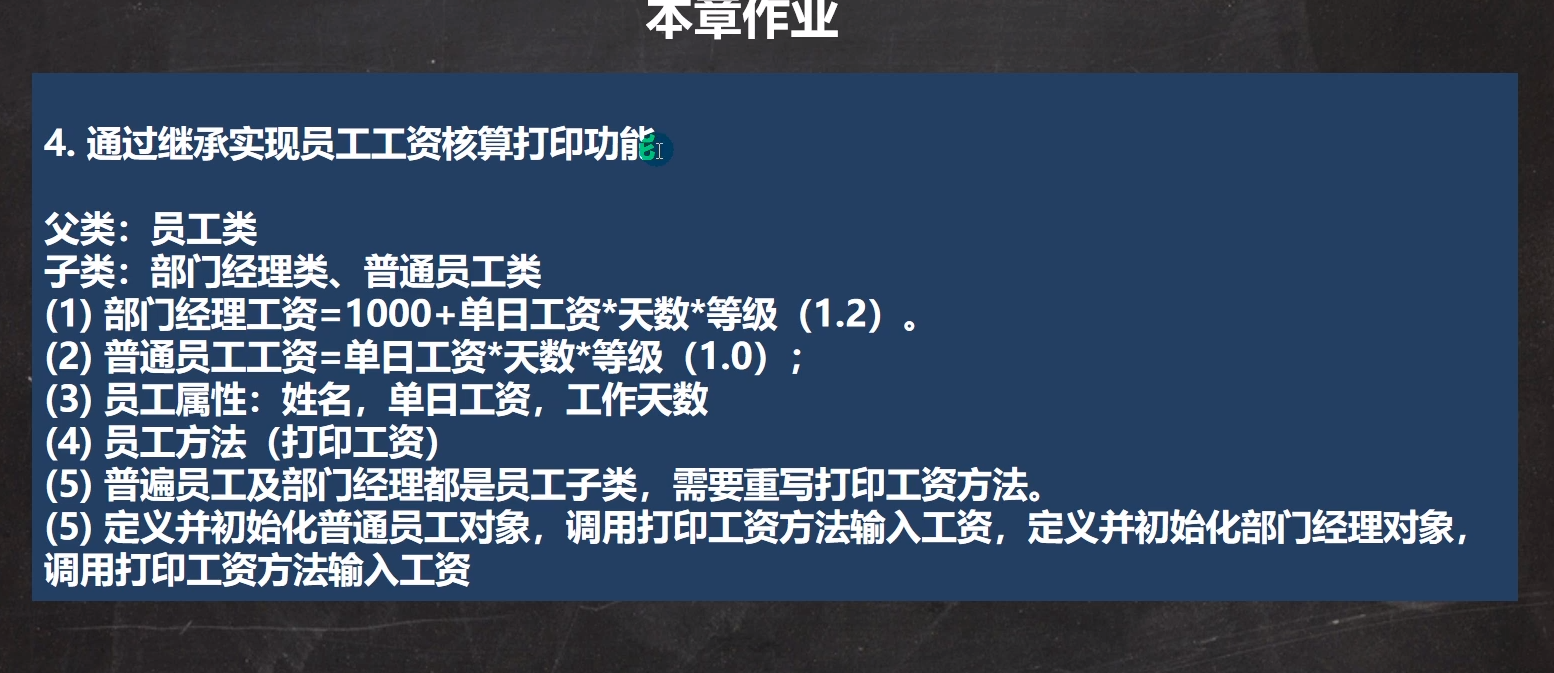 本章作业
4. 通过继承实现员工工资核算打印功能
父类：员工类
子类：部门经理类、普通员工类
(1) 部门经理工资=1000+单日工资*天数*等级（1.2）。
(2) 普通员工工资=单日工资*天数*等级（1.0）;
(3) 员工属性：姓名，单日工资，工作天数
(4) 员工方法（打印工资）
(5) 普遍员工及部门经理都是员工子类，需要重写打印工资方法。
(5) 定义并初始化普通员工对象，调用打印工资方法输入工资，定义并初始化部门经理对象，
调用打印工资方法输入工资